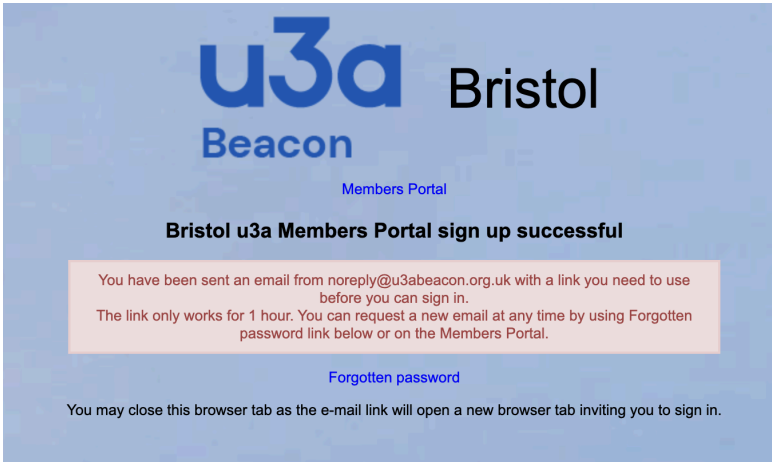 u3a
Beacon
Bristol
Members Portal
Bristol u3a Members Portal sign up successful
You have been sent an email from noreply@u3abeacon.org.uk with a link you need to use
before you can sign in.
The link only works for 1 hour. You can request a new email at any time by using Forgotten
password link below or on the Members Portal.
Forgotten password
You may close this browser tab as the e-mail link will open a new browser tab inviting you to sign in.